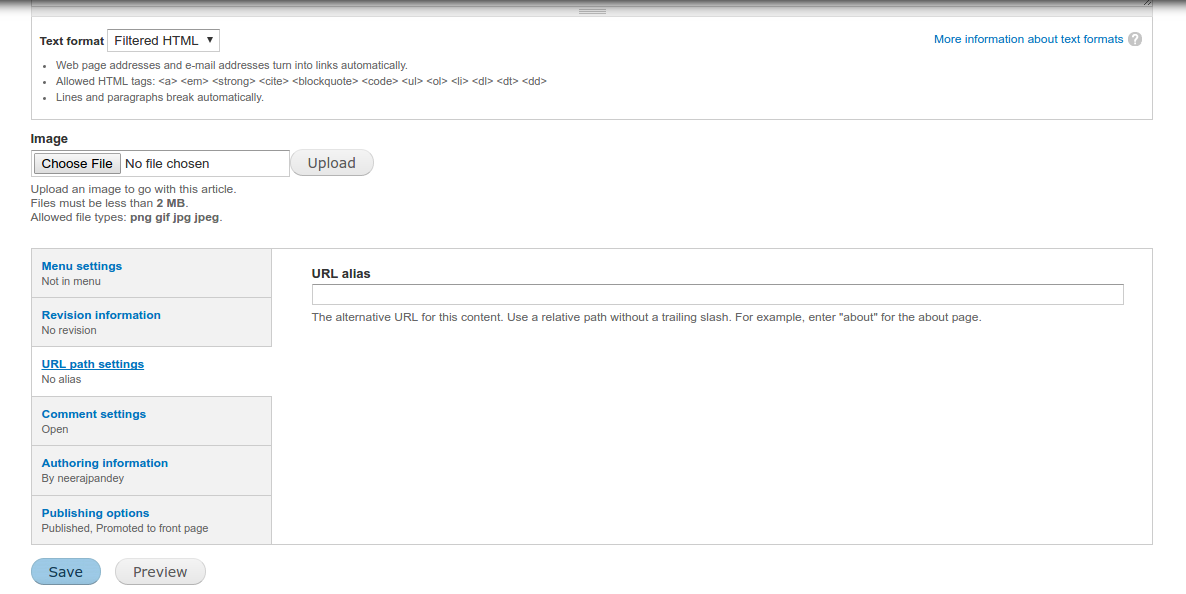 Text format Filtered HTML ▼ More information about text formats ?
• Web page addresses and e-mail addresses turn into links automatically.
• Allowed HTML tags: <a> <em> <strong> <cite> <blockquote> <code> <ul> <ol> <li> <dl> <dt> <dd>
• Lines and paragraphs break automatically.
Image
Choose File No file chosen Upload
Upload an image to go with this article.
Files must be less than 2 MB.
Allowed file types: png gif jpg jpeg.
Menu settings
Not in menu
Revision information
No revision
URL path settings
No alias
Comment settings
Open
Authoring information
By neerajpandey
Publishing options
Published, Promoted to front page
URL alias
The alternative URL for this content. Use a relative path without a trailing slash. For example, enter "about" for the about page.
Save Preview